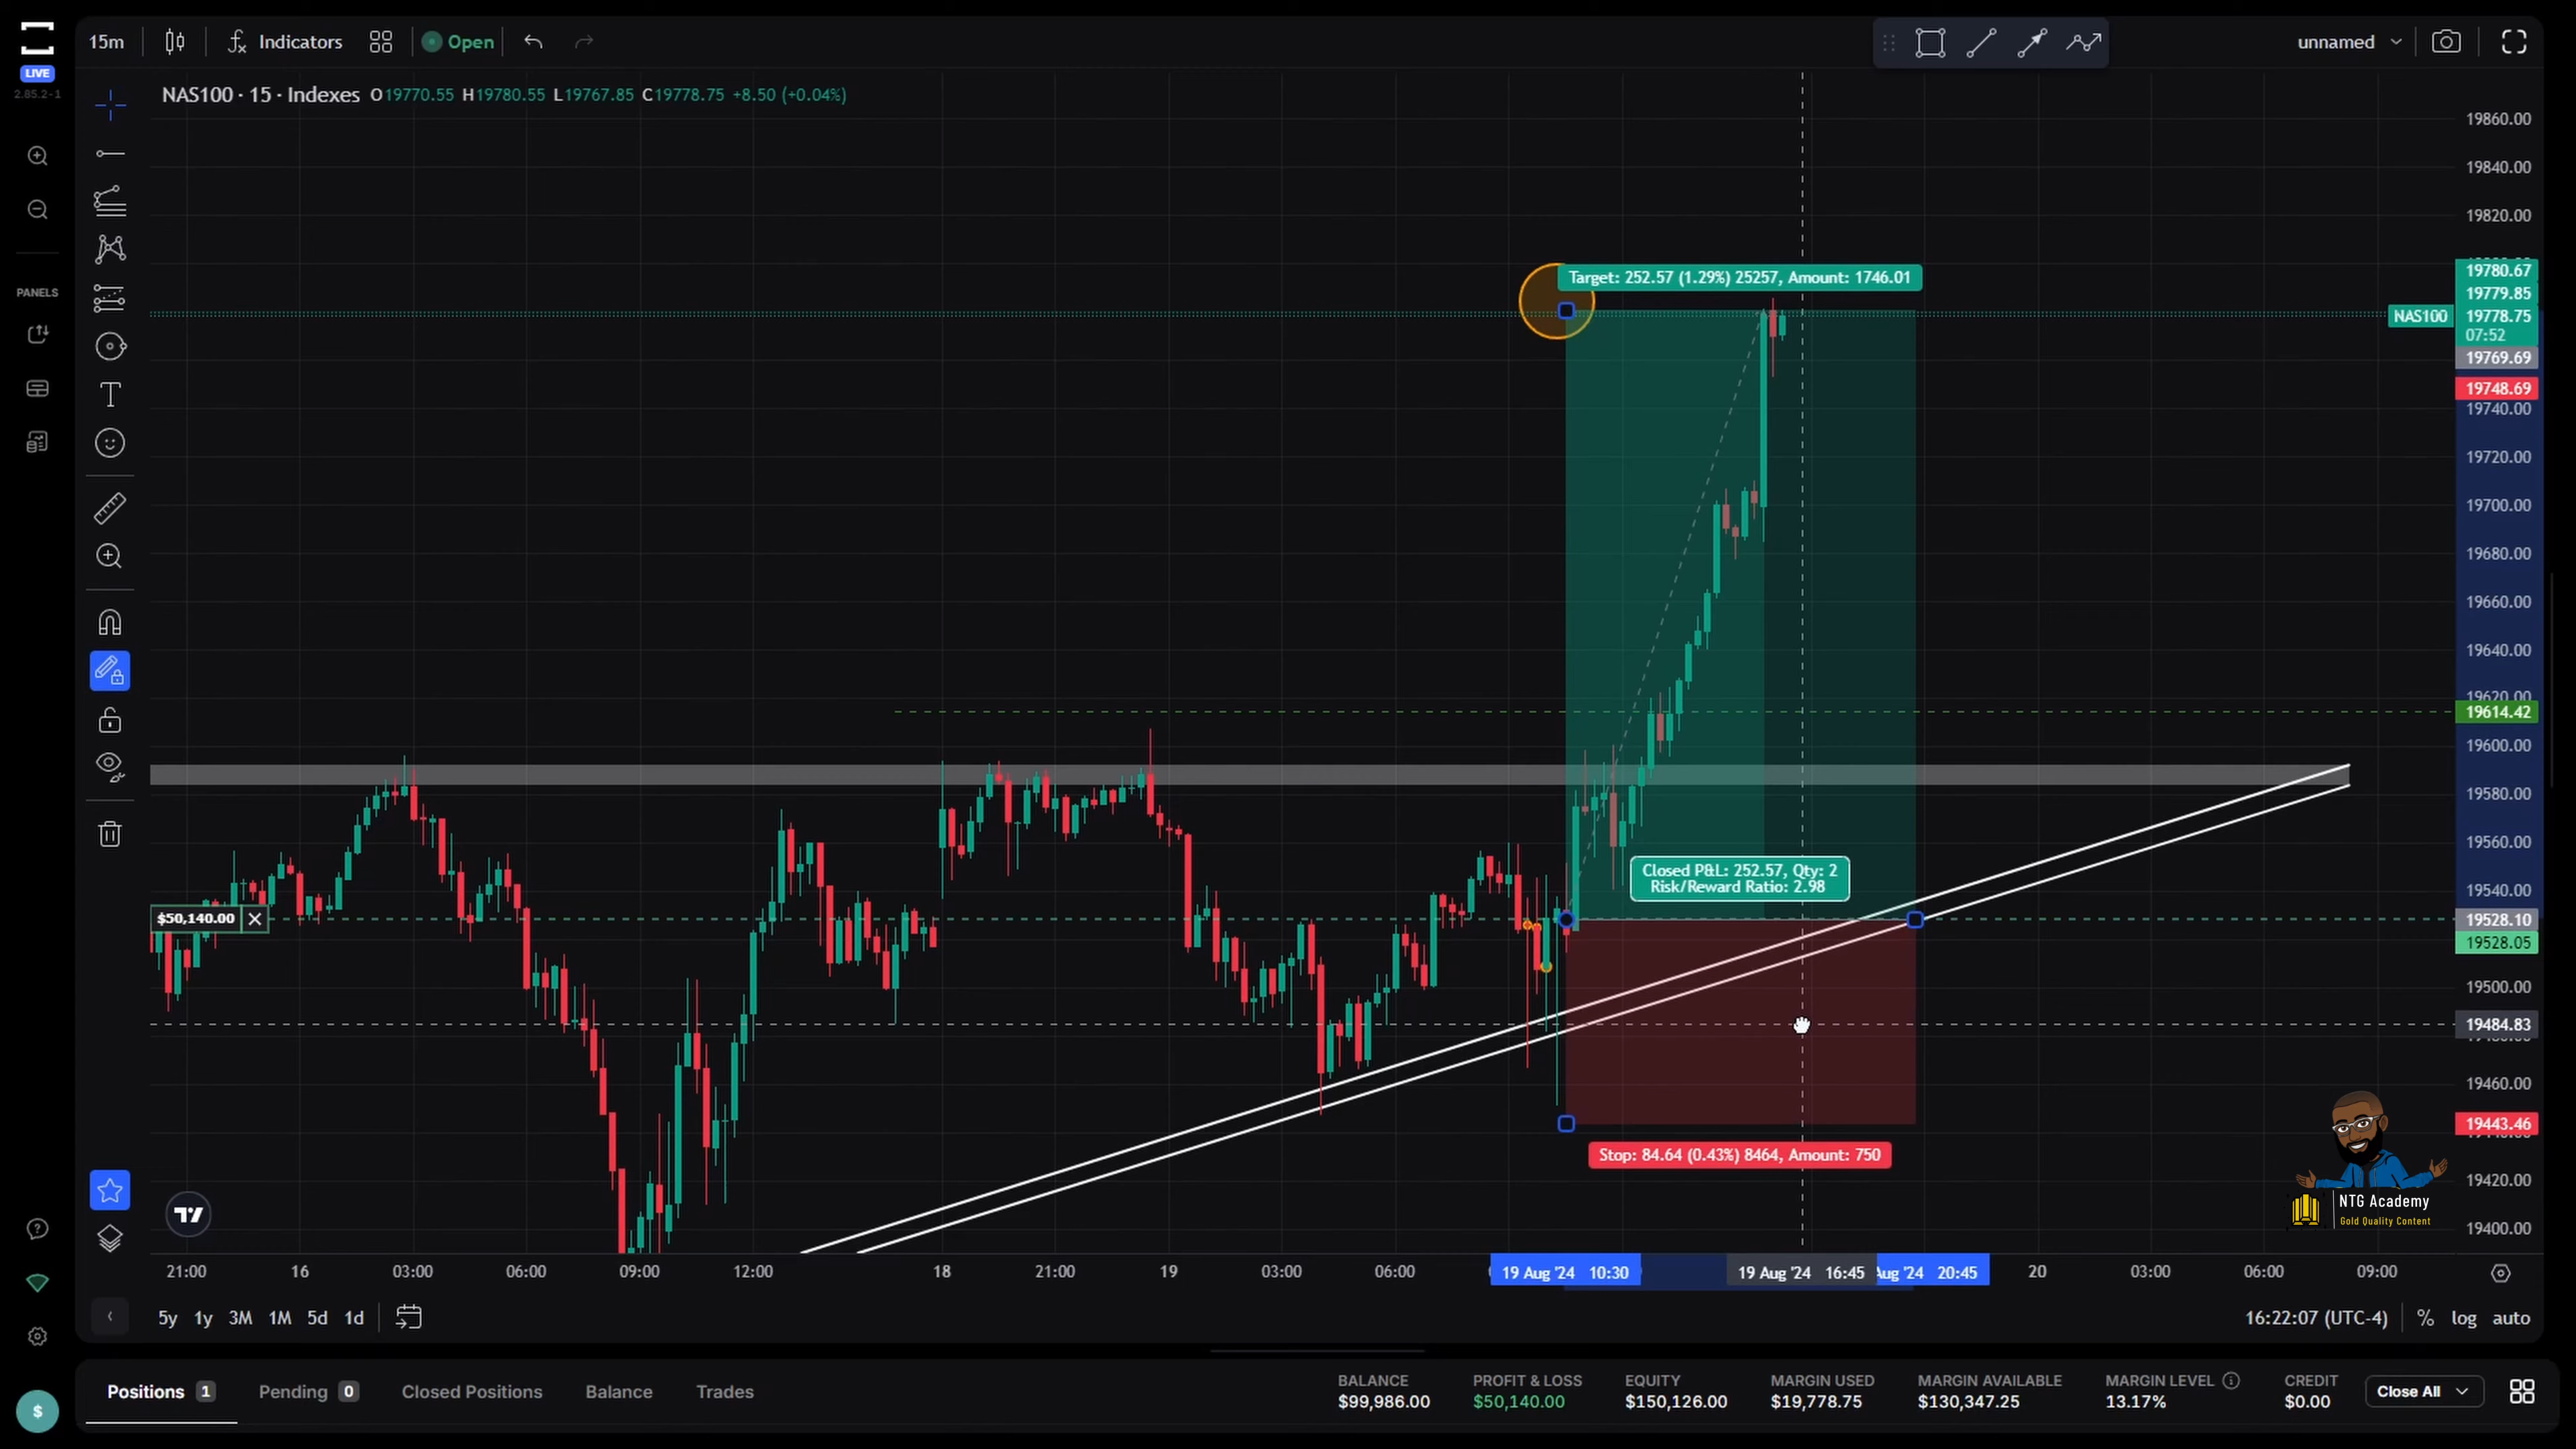 15m
Indicators
Open
unnamed
LIVE
2.85.2-1
NAS100 · 15 · Indexes O19770.55 H19780.55 L19767.85 C19778.75 +8.50 (+0.04%)
PANELS
Target: 252.57 (1.29%) 25257, Amount: 1746.01
Closed P&L: 252.57, Qty: 2
Risk/Reward Ratio: 2.98
Stop: 84.64 (0.43%) 8464, Amount: 750
$50,140.00
19860.00
19840.00
19820.00
19780.67
19779.85
NAS100 19778.75
07:52
19769.69
19748.69
19740.00
19720.00
19700.00
19680.00
19660.00
19640.00
19620.00
19614.42
19600.00
19580.00
19560.00
19540.00
19528.10
19528.05
19500.00
19484.83
19460.00
19443.46
19420.00
19400.00
NTG Academy
Gold Quality Content
21:00 16 03:00 06:00 09:00 12:00 18 21:00 19 03:00 06:00 19 Aug '24 10:30 19 Aug '24 16:45 Aug '24 20:45 20 03:00 06:00 09:00
5y 1y 3M 1M 5d 1d
16:22:07 (UTC-4) % log auto
Positions 1 Pending 0 Closed Positions Balance Trades
BALANCE PROFIT & LOSS EQUITY MARGIN USED MARGIN AVAILABLE MARGIN LEVEL CREDIT
$99,986.00 $50,140.00 $150,126.00 $19,778.75 $130,347.25 13.17% $0.00
Close All
$